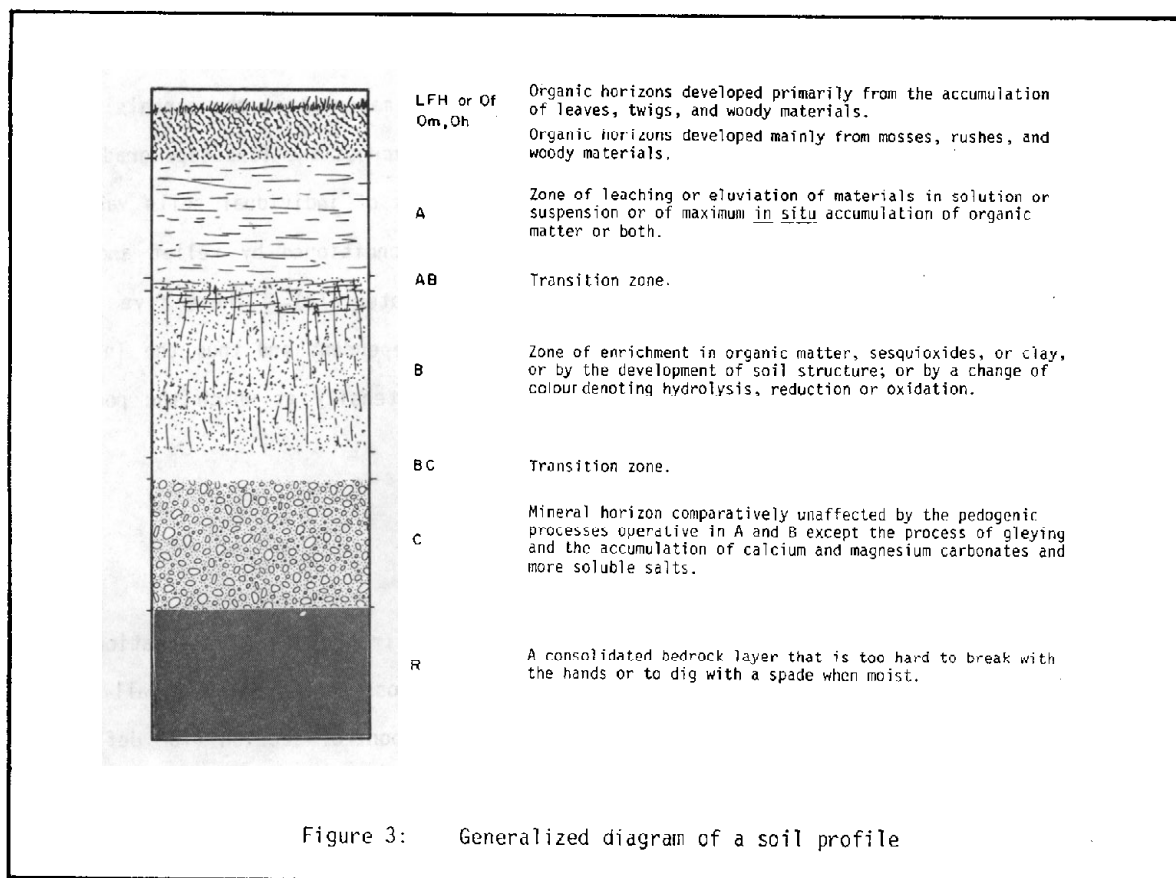 LFH or Of
Om, Oh
Organic horizons developed primarily from the accumulation
of leaves, twigs, and woody materials.
Organic horizons developed mainly from mosses, rushes, and
woody materials.
A
Zone of leaching or eluviation of materials in solution or
suspension or of maximum in situ accumulation of organic
matter or both.
AB
Transition zone.
B
Zone of enrichment in organic matter, sesquioxides, or clay,
or by the development of soil structure; or by a change of
colour denoting hydrolysis, reduction or oxidation.
BC
Transition zone.
C
Mineral horizon comparatively unaffected by the pedogenic
processes operative in A and B except the process of gleying
and the accumulation of calcium and magnesium carbonates and
more soluble salts.
R
A consolidated bedrock layer that is too hard to break with
the hands or to dig with a spade when moist.
Figure 3: Generalized diagram of a soil profile